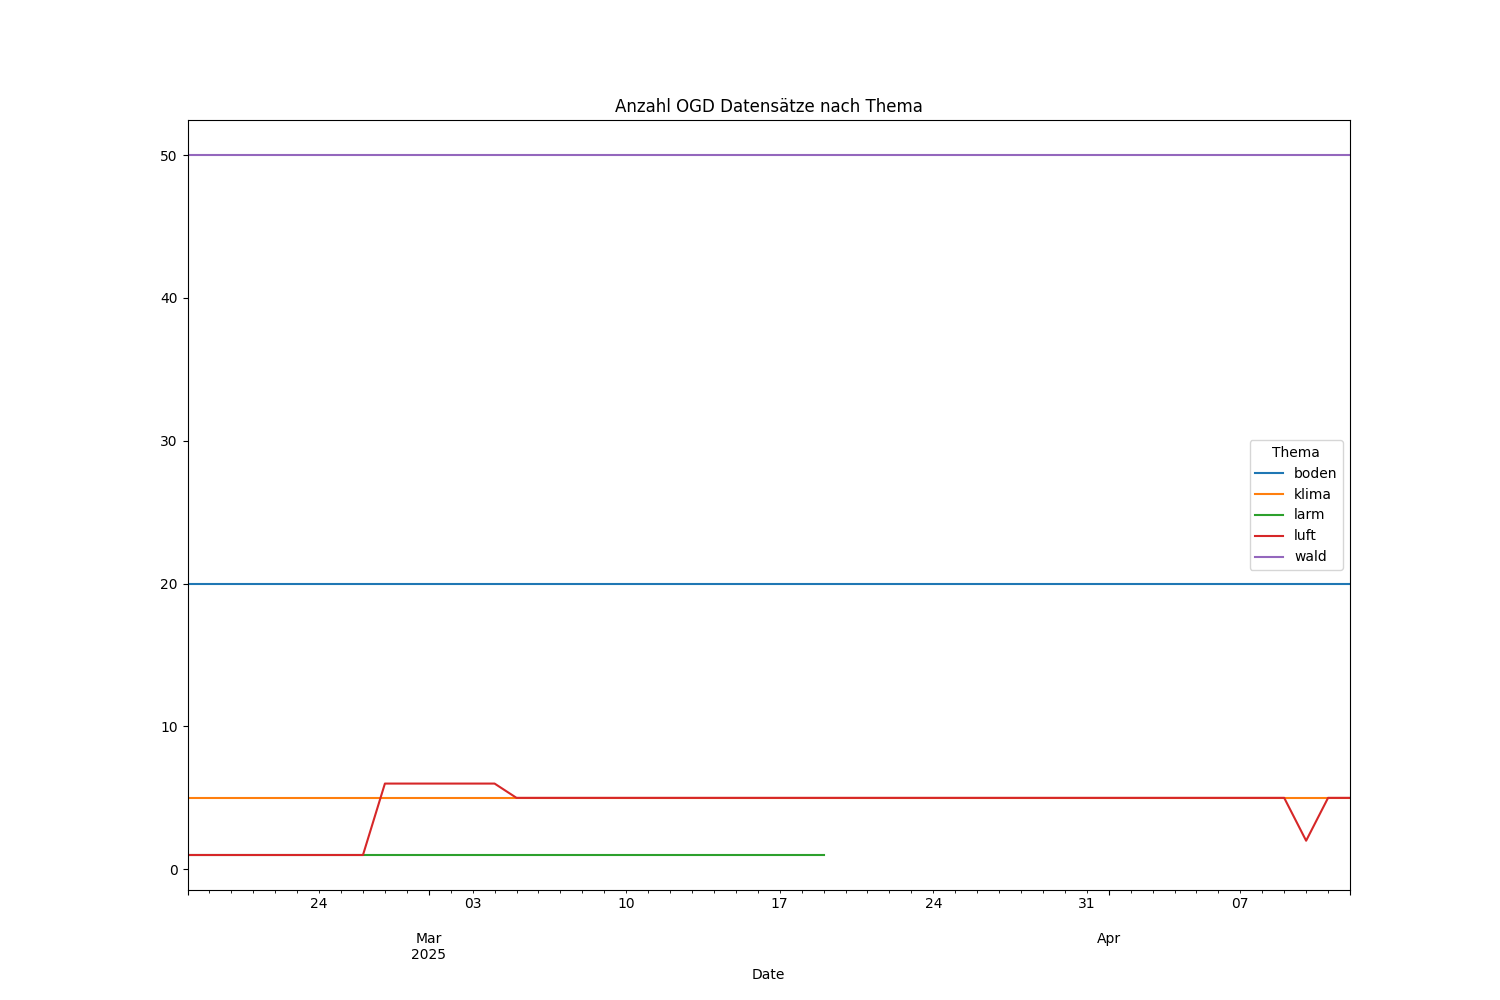 Anzahl OGD Datensätze nach Thema
50
40
30
20
10
0
Thema
boden
klima
larm
luft
wald
24 03 10 17 24 31 07
Mar Apr
2025
Date